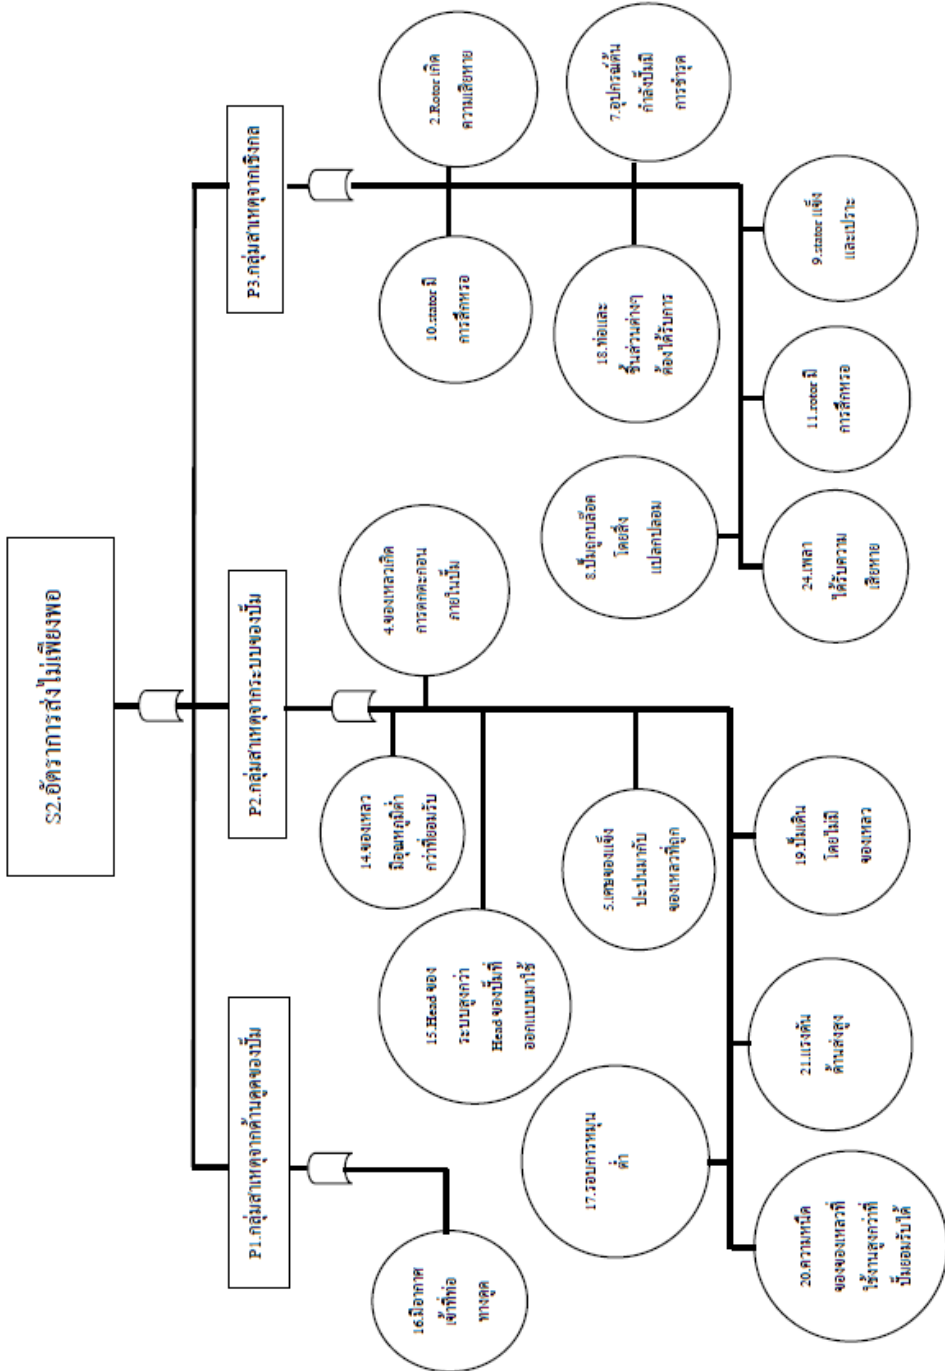 S2.อัตราการส่งไม่เพียงพอ
P1.กลุ่มสาเหตุจากด้านดูดของปั๊ม
P2.กลุ่มสาเหตุจากระบบของปั๊ม
P3.กลุ่มสาเหตุจากเชิงกล
16.มีอากาศ
เข้าที่ท่อ
ทางดูด
14.ของเหลว
มีอุณหภูมิต่ำ
กว่าที่ยอมรับ
4.ของเหลวเกิด
การตกตะกอน
ภายในปั๊ม
15.Head ของ
ระบบสูงกว่า
Head ของปั๊มที่
ออกแบบมาใช้
17.รอบการหมุน
ต่ำ
5.เศษของแข็ง
ปะปนมากับ
ของเหลวที่ถูก
20.ความหนืด
ของของเหลวที่
ใช้งานสูงกว่าที่
ปั๊มยอมรับได้
21.แรงดัน
ด้านส่งสูง
19.ปั๊มเดิน
โดยไม่มี
ของเหลว
10.stator มี
การสึกหรอ
2.Rotor เกิด
ความเสียหาย
18.ท่อและ
ชิ้นส่วนต่างๆ
ต้องได้รับการ
7.อุปกรณ์ต้น
กำลังปั๊มมี
การชำรุด
8.ปั๊มถูกบล๊อค
โดยสิ่ง
แปลกปลอม
24.เพลา
ได้รับความ
เสียหาย
11.rotor มี
การสึกหรอ
9.stator แข็ง
และเปราะ